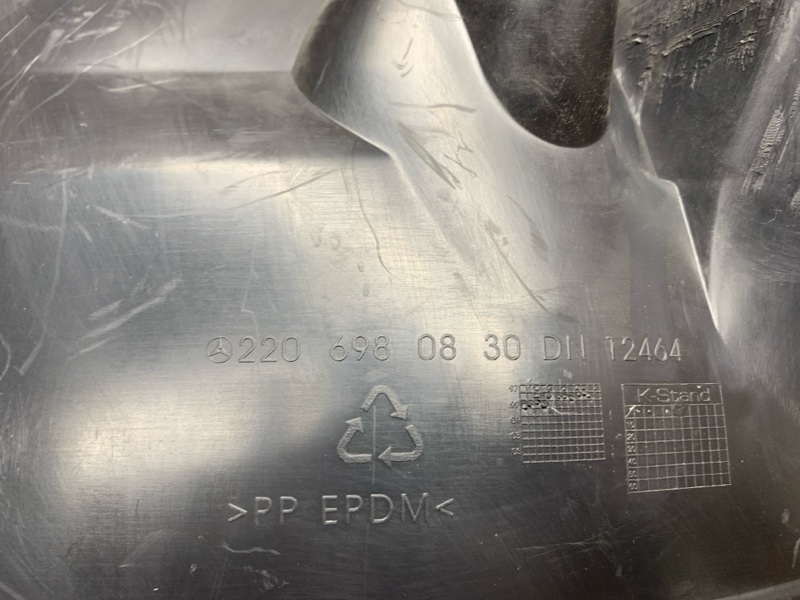 220 698 08 30 DN 12464
K-Stand
>PP EPDM<